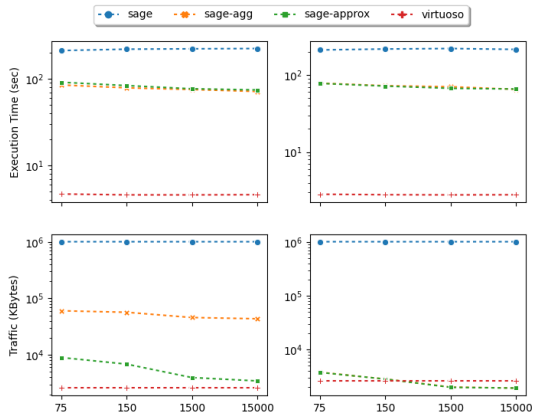 sage sage-agg sage-approx virtuoso
Execution Time (sec)
10²
10¹
10²
10¹
Traffic (KBytes)
10⁶
10⁵
10⁴
75 150 1500 15000
10⁶
10⁵
10⁴
75 150 1500 15000